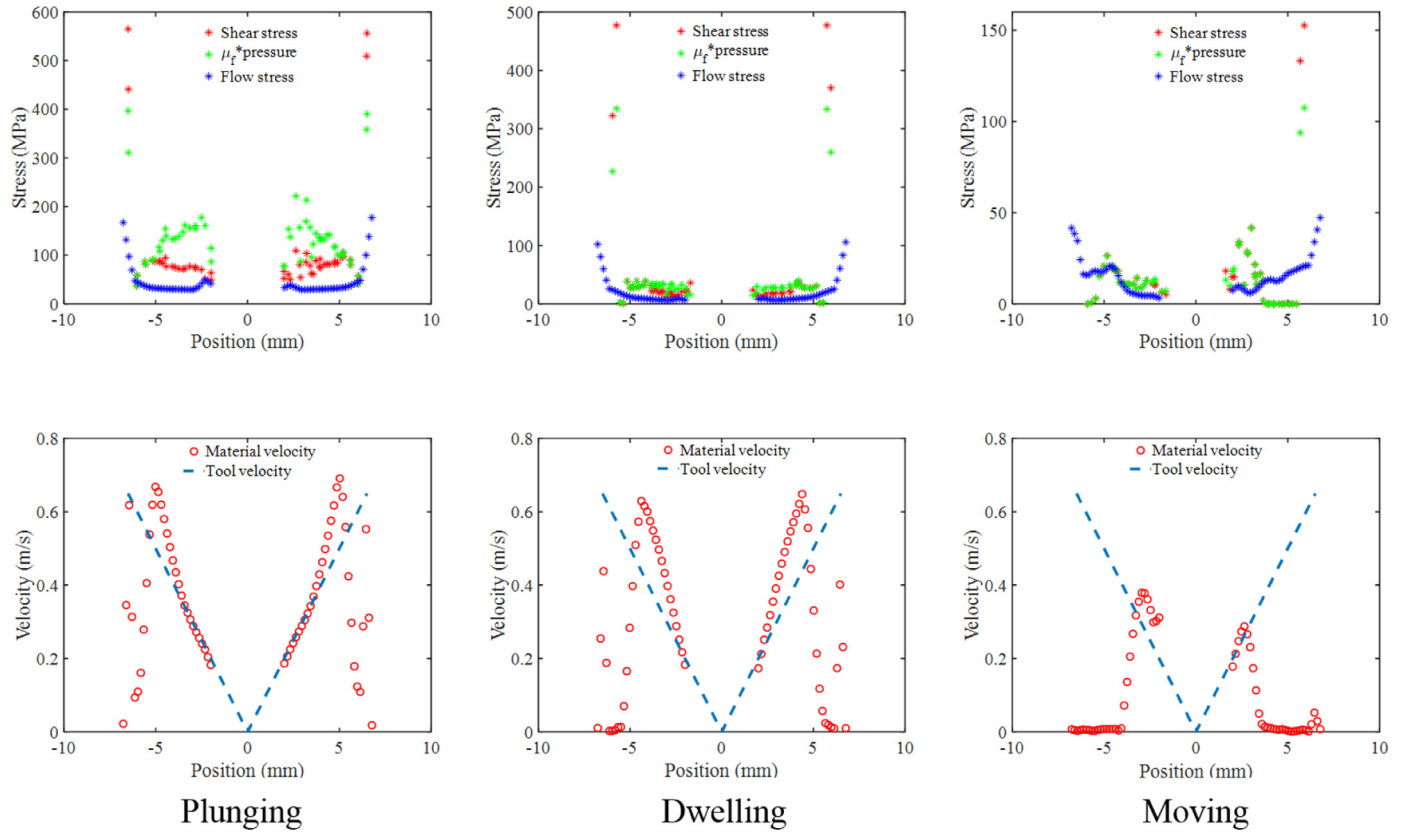 600
500
400
300
200
100
0
Stress (MPa)
* Shear stress
* μf*pressure
* Flow stress
-10 -5 0 5 10
Position (mm)
500
400
300
200
100
0
Stress (MPa)
* Shear stress
* μf*pressure
* Flow stress
-10 -5 0 5 10
Position (mm)
150
100
50
0
Stress (MPa)
* Shear stress
* μf*pressure
* Flow stress
-10 -5 0 5 10
Position (mm)
0.8
0.6
0.4
0.2
0
Velocity (m/s)
Material velocity
Tool velocity
-10 -5 0 5 10
Position (mm)
0.8
0.6
0.4
0.2
0
Velocity (m/s)
Material velocity
Tool velocity
-10 -5 0 5 10
Position (mm)
0.8
0.6
0.4
0.2
0
Velocity (m/s)
Material velocity
Tool velocity
-10 -5 0 5 10
Position (mm)
Plunging Dwelling Moving